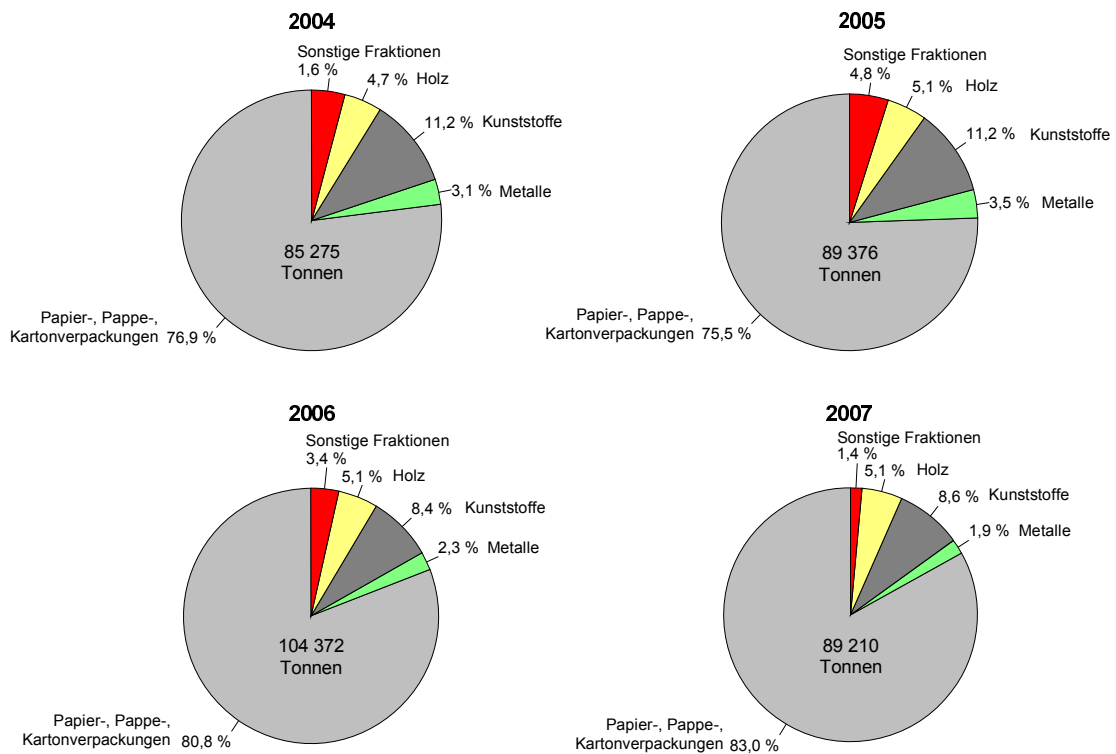 2004
Sonstige Fraktionen
1,6 %
4,7 % Holz
11,2 % Kunststoffe
3,1 % Metalle
85 275
Tonnen
Papier-, Pappe-,
Kartonverpackungen 76,9 %
2005
Sonstige Fraktionen
4,8 %
5,1 % Holz
11,2 % Kunststoffe
3,5 % Metalle
89 376
Tonnen
Papier-, Pappe-,
Kartonverpackungen 75,5 %
2006
Sonstige Fraktionen
3,4 %
5,1 % Holz
8,4 % Kunststoffe
2,3 % Metalle
104 372
Tonnen
Papier-, Pappe-,
Kartonverpackungen 80,8 %
2007
Sonstige Fraktionen
1,4 %
5,1 % Holz
8,6 % Kunststoffe
1,9 % Metalle
89 210
Tonnen
Papier-, Pappe-,
Kartonverpackungen 83,0 %